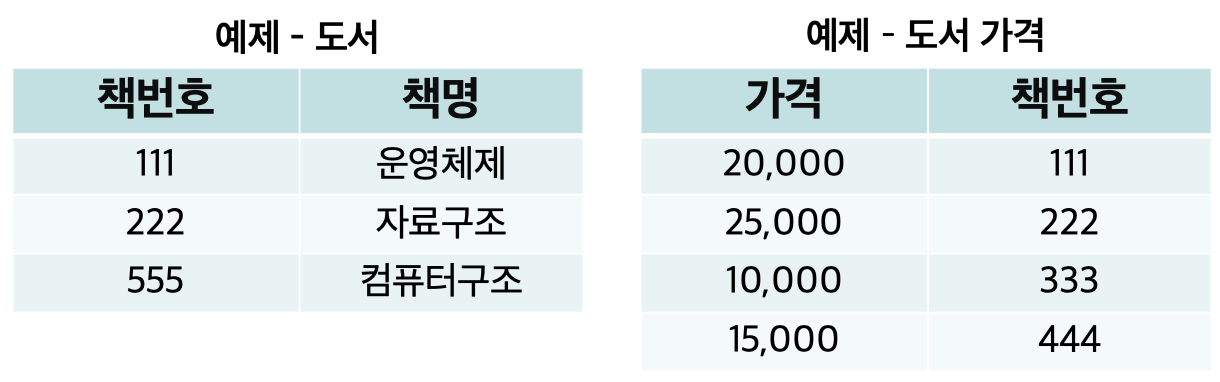 예제 - 도서
책번호 책명
111 운영체제
222 자료구조
555 컴퓨터구조
예제 - 도서 가격
가격 책번호
20,000 111
25,000 222
10,000 333
15,000 444